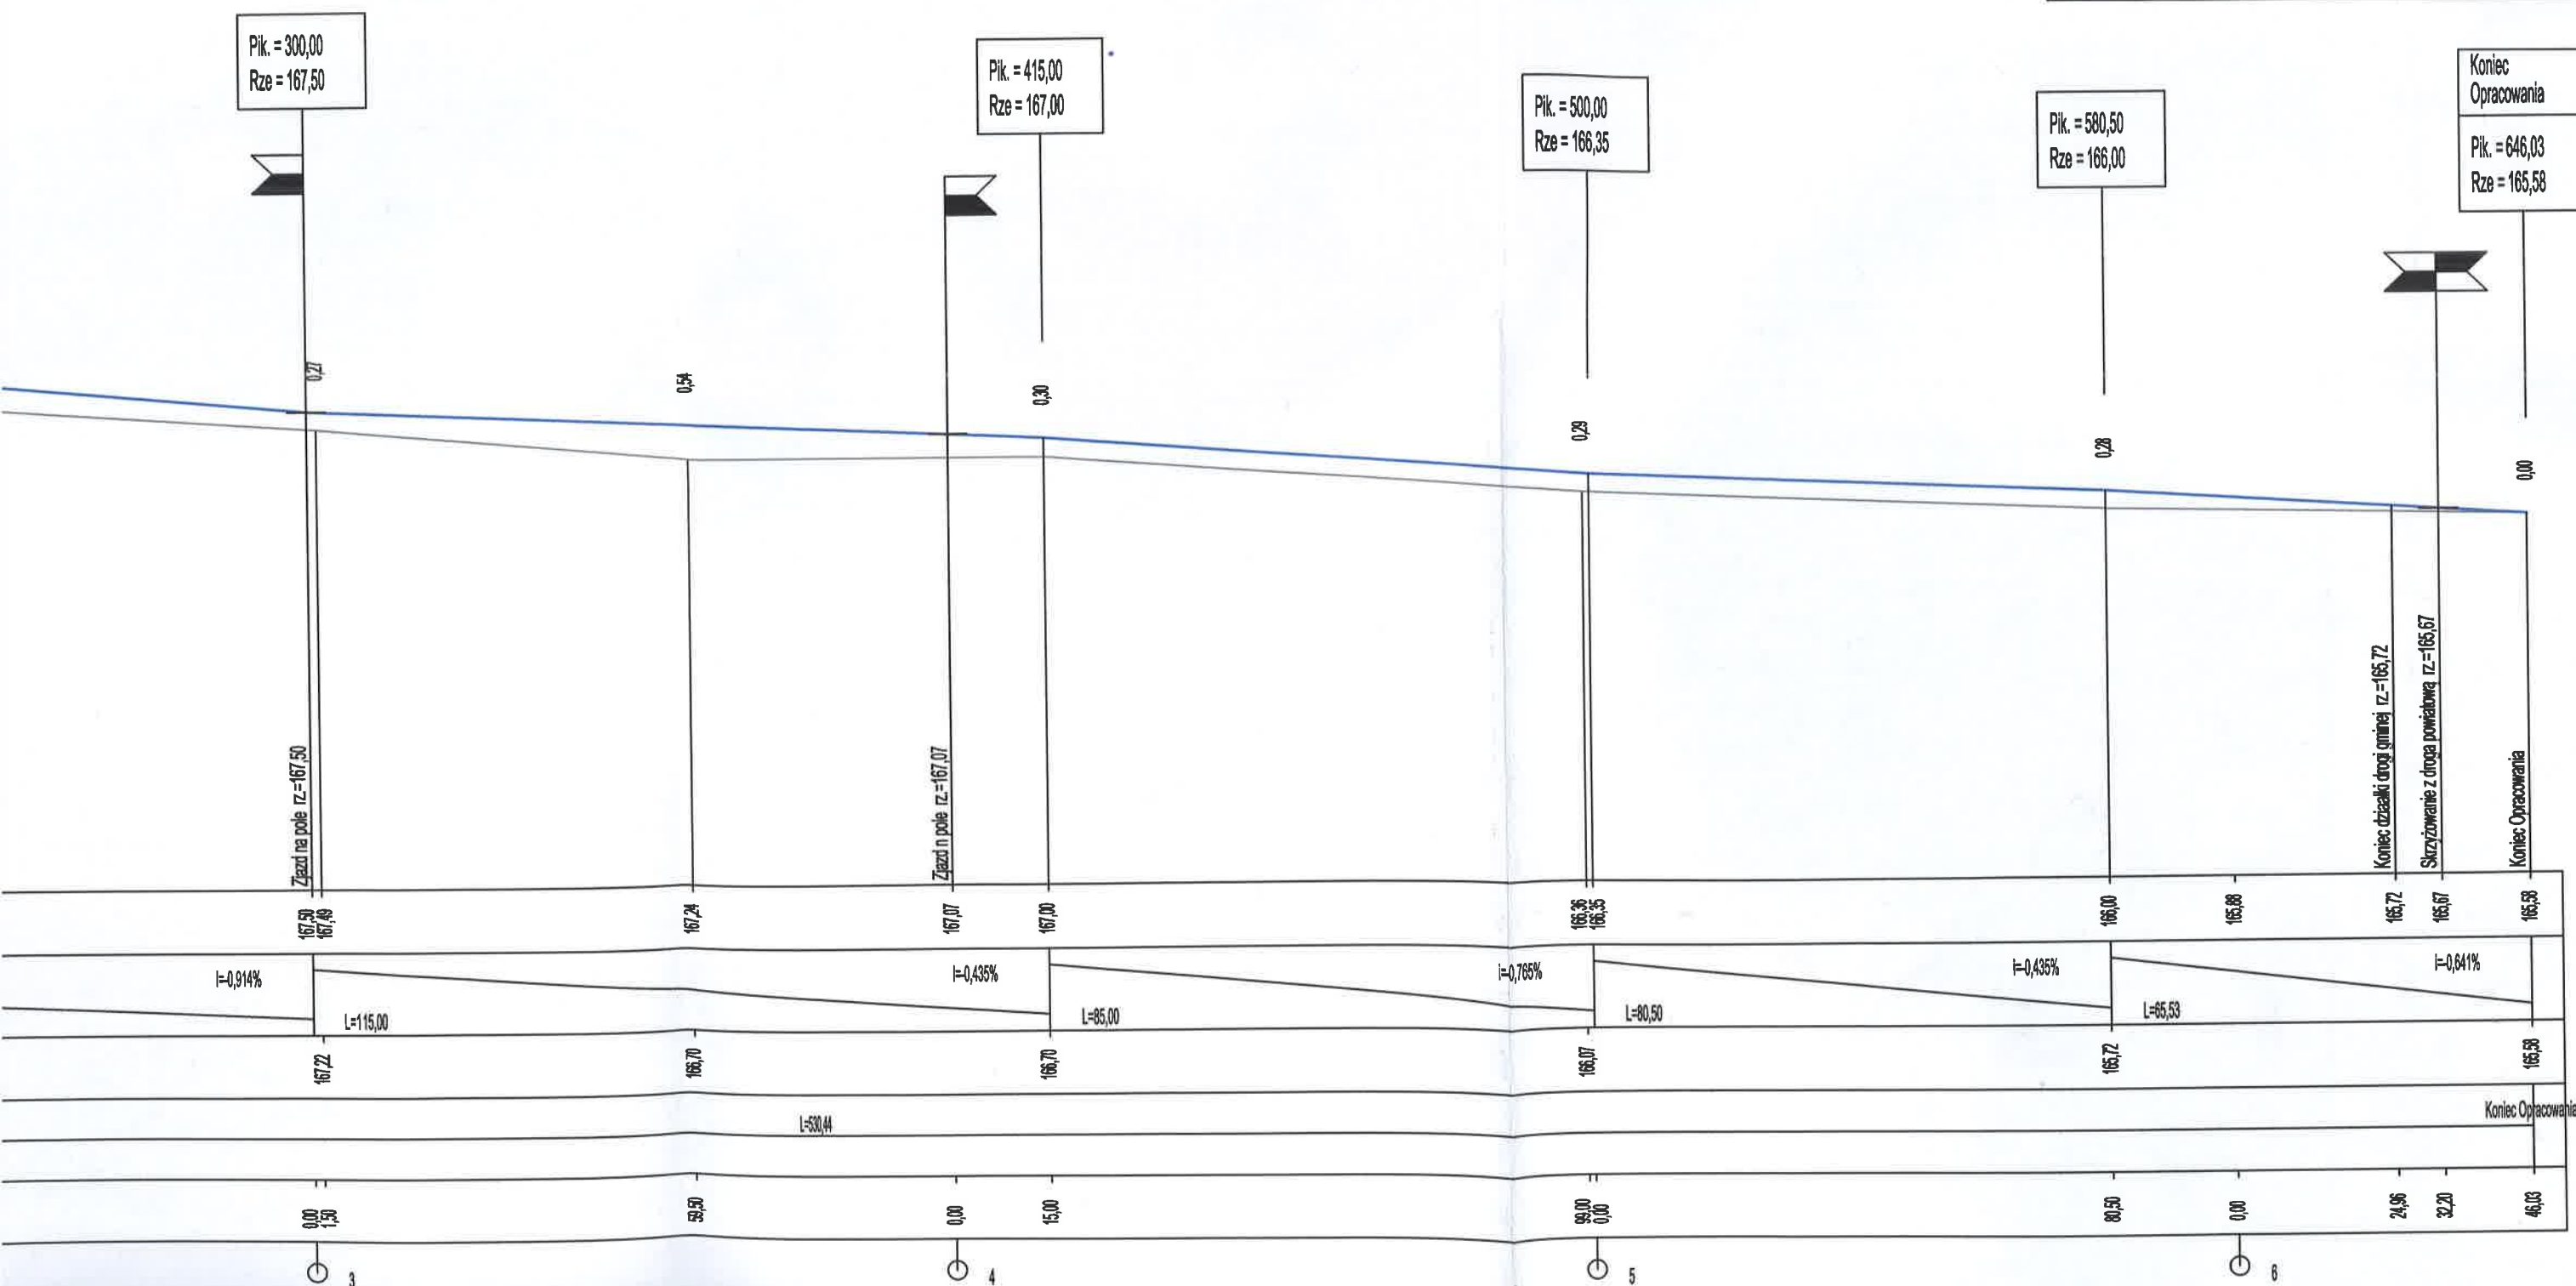 Pik. = 300,00
Rze = 167,50
Pik. = 415,00
Rze = 167,00
Pik. = 500,00
Rze = 166,35
Pik. = 580,50
Rze = 166,00
Koniec
Opracowania
Pik. = 646,03
Rze = 165,58
0,27
0,54
0,30
0,29
0,28
0,00
Zjazd na pole rz.=167,50
Zjazd n pole rz.=167,07
Koniec dziaałki drogi gminej rz.=165,72
Skrzyżowanie z droga powiatową rz.=165,67
Koniec Opracowania
167,50
167,49
167,24
167,07
167,00
166,36
166,35
166,00
165,88
165,72
165,67
165,58
i=-0,914%
i=-0,435%
i=-0,765%
i=-0,435%
i=-0,641%
L=115,00
L=85,00
L=80,50
L=65,53
167,22
166,70
166,70
166,07
165,72
165,58
L=530,44
Koniec Opracowania
0,00
1,50
59,50
0,00
15,00
99,00
0,00
80,50
0,00
24,96
32,20
46,03
3
4
5
6